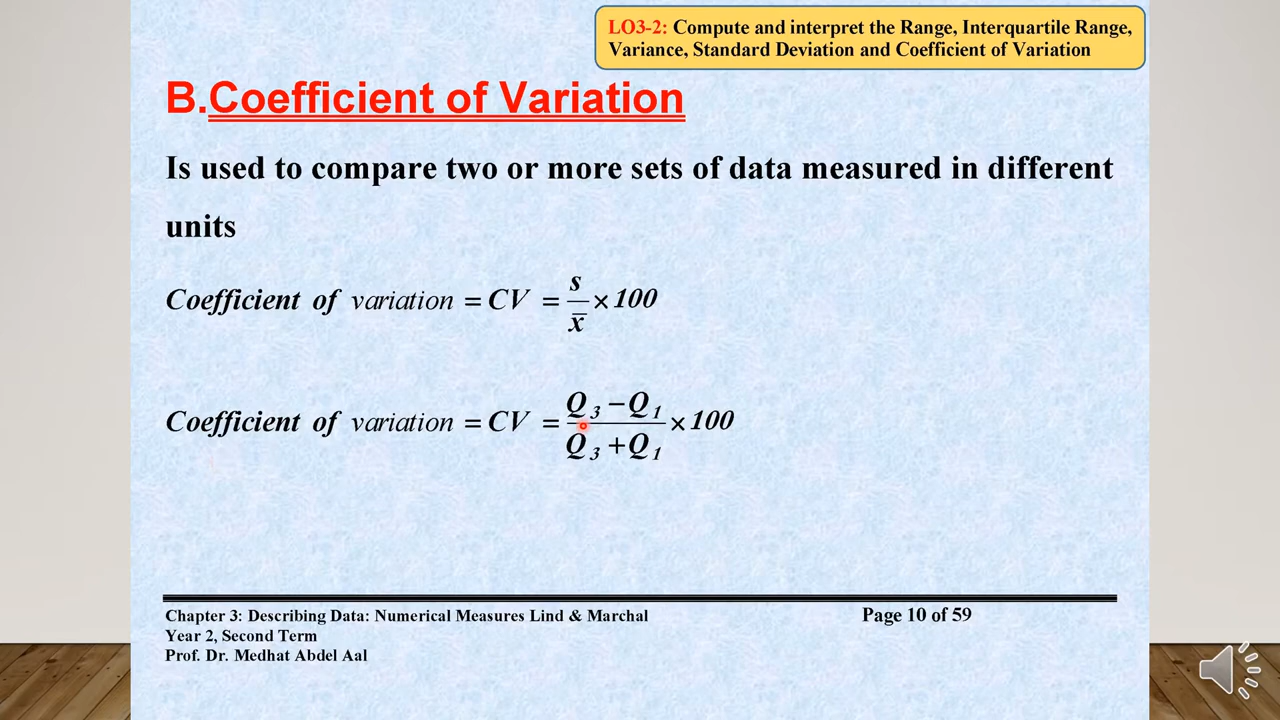 LO3-2: Compute and interpret the Range, Interquartile Range,
Variance, Standard Deviation and Coefficient of Variation
B.Coefficient of Variation
Is used to compare two or more sets of data measured in different
units
Coefficient of variation = CV = s/x̅ × 100
Coefficient of variation = CV = (Q₃ − Q₁)/(Q₃ + Q₁) × 100
Chapter 3: Describing Data: Numerical Measures Lind & Marchal
Page 10 of 59
Year 2, Second Term
Prof. Dr. Medhat Abdel Aal